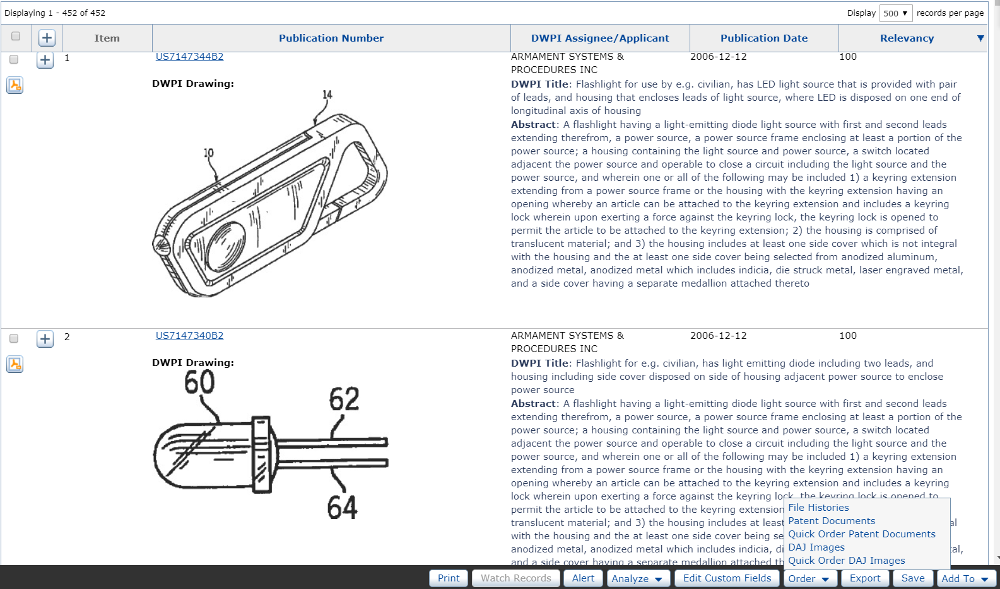 Displaying 1 - 452 of 452
Display 500 ▼ records per page
Item Publication Number DWPI Assignee/Applicant Publication Date Relevancy ▼
1 US7147344B2 ARMAMENT SYSTEMS & 2006-12-12 100
PROCEDURES INC
DWPI Drawing:
14
10
DWPI Title: Flashlight for use by e.g. civilian, has LED light source that is provided with pair
of leads, and housing that encloses leads of light source, where LED is disposed on one end of
longitudinal axis of housing
Abstract: A flashlight having a light-emitting diode light source with first and second leads
extending therefrom, a power source, a power source frame enclosing at least a portion of the
power source; a housing containing the light source and power source, a switch located
adjacent the power source and operable to close a circuit including the light source and the
power source, and wherein one or all of the following may be included 1) a keyring extension
extending from a power source frame or the housing with the keyring extension having an
opening whereby an article can be attached to the keyring extension and includes a keyring
lock wherein upon exerting a force against the keyring lock, the keyring lock is opened to
permit the article to be attached to the keyring extension; 2) the housing is comprised of
translucent material; and 3) the housing includes at least one side cover which is not integral
with the housing and the at least one side cover being selected from anodized aluminum,
anodized metal, anodized metal which includes indicia, die struck metal, laser engraved metal,
and a side cover having a separate medallion attached thereto
2 US7147340B2 ARMAMENT SYSTEMS & 2006-12-12 100
PROCEDURES INC
DWPI Drawing:
60
62
64
DWPI Title: Flashlight for e.g. civilian, has light emitting diode including two leads, and
housing including side cover disposed on side of housing adjacent power source to enclose
power source
Abstract: A flashlight having a light-emitting diode light source with first and second leads
extending therefrom, a power source, a power source frame enclosing at least a portion of the
power source; a housing containing the light source and power source, a switch located
adjacent the power source and operable to close a circuit including the light source and the
power source, and wherein one or all of the following may be included 1) a keyring extension
extending from a power source frame or the housing with the keyring extension having an
opening whereby an article can be attached to the keyring extension and includes a keyring
lock wherein upon exerting a force against the keyring lock, the keyring lock is opened to
permit the article to be attached to the keyring extension
translucent material; and 3) the housing includes at least
with the housing and the at least one side cover being
anodized metal, anodized metal which includes indicia,
and a side cover having a separate medallion attached
File Histories
Patent Documents
Quick Order Patent Documents
DAJ Images
Quick Order DAJ Images
Print Watch Records Alert Analyze ▼ Edit Custom Fields Order ▼ Export Save Add To ▼